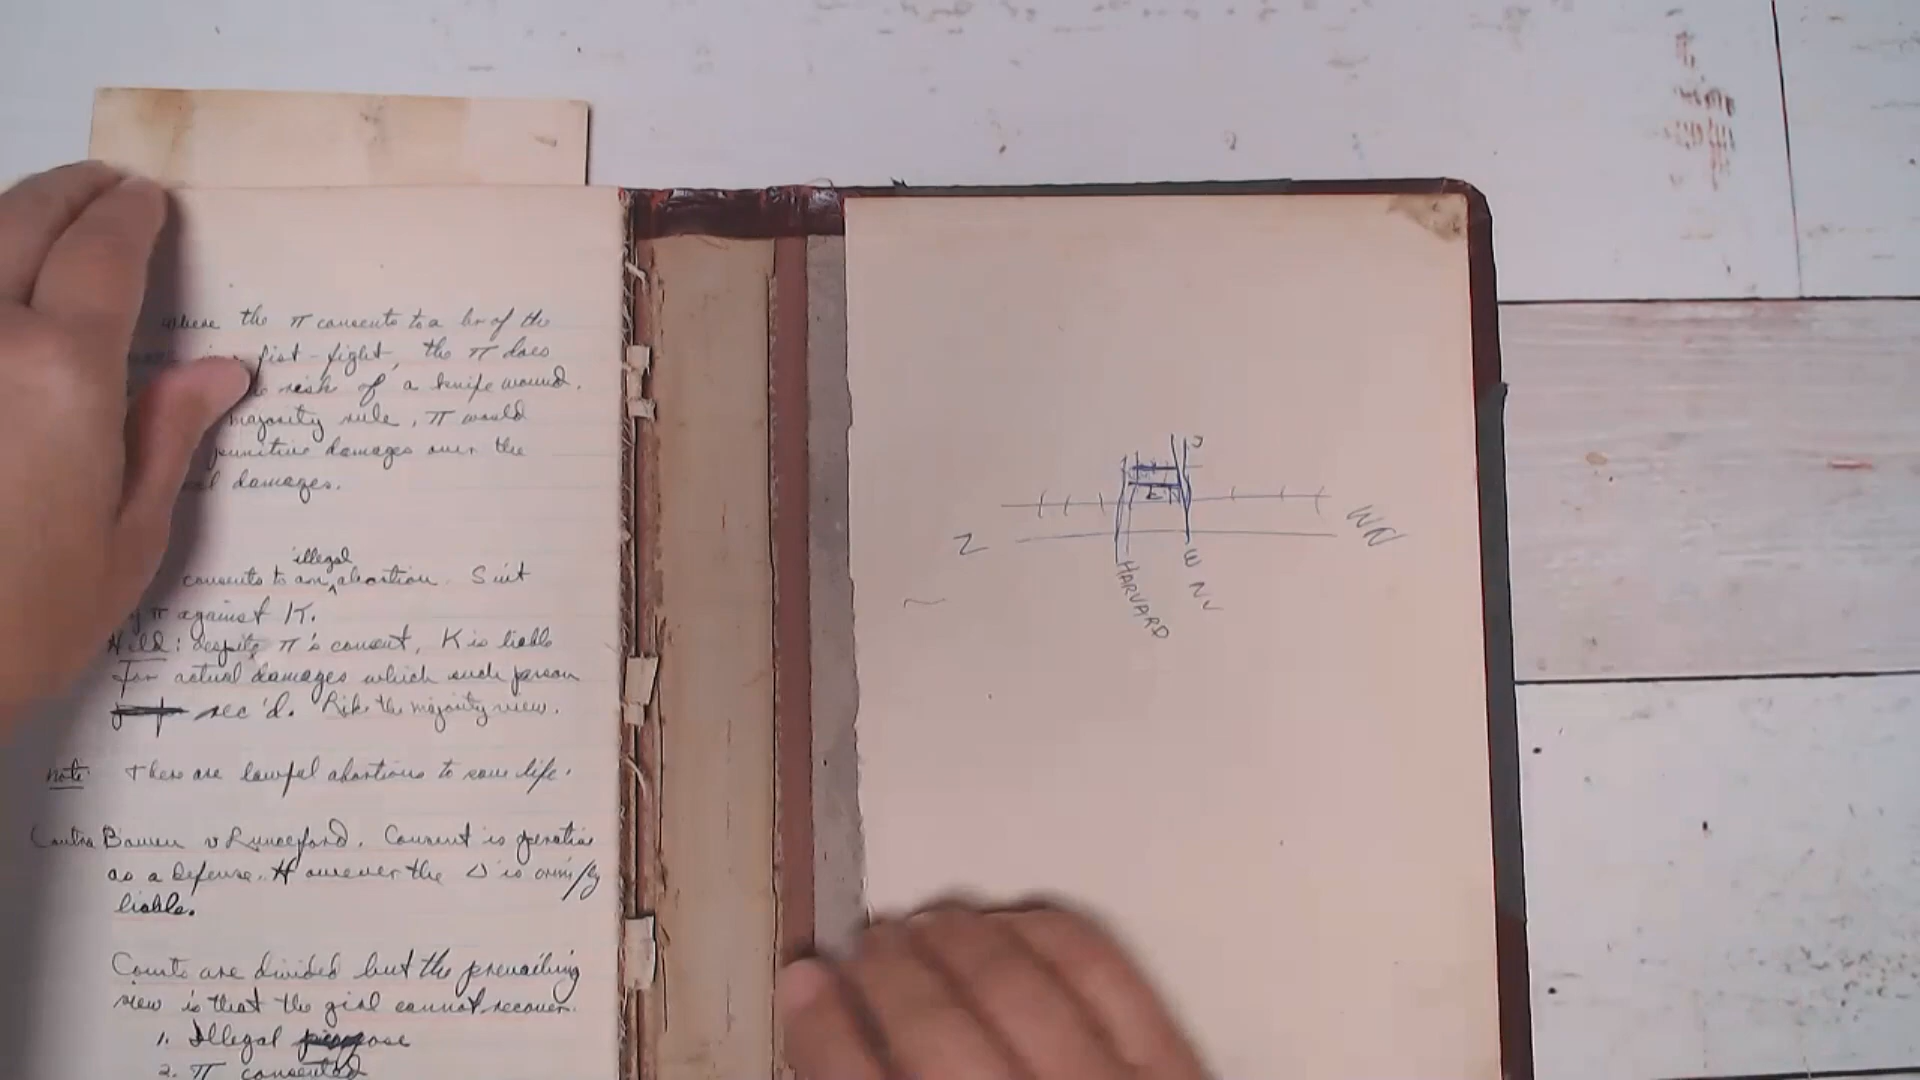 where the π consents to a br of the
fist-fight, the π does
risk of a knife wound.
majority rule, π would
punitive damages over the
damages.
illegal
consents to an abortion. Suit
π against K.
Held: despite π's consent, K is liable
for actual damages which such person
rec'd. Like the majority view.
note: There are lawful abortions to save life.
Contra Bowen v Lunceford. Consent is operative
as a defense. However the Δ is crim/ly
liable.
Courts are divided but the prevailing
view is that the girl cannot recover.
1. Illegal
2. π consented
HARVARD